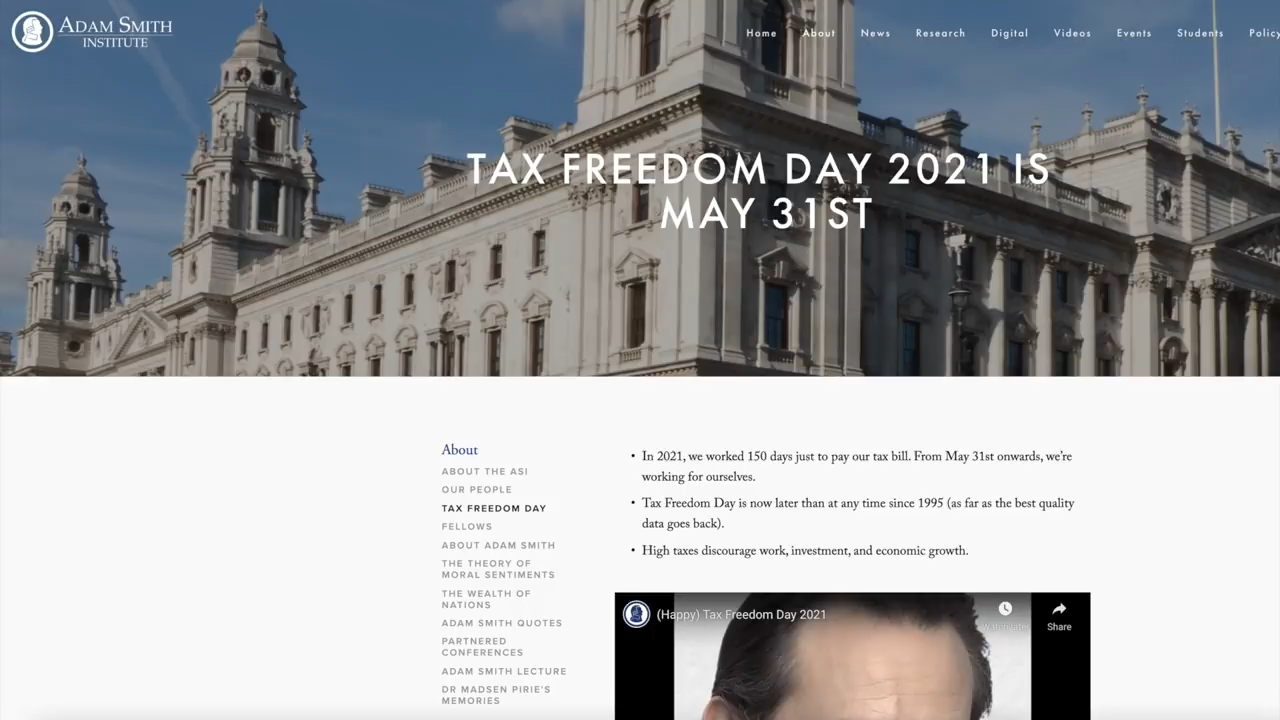 ADAM SMITH
INSTITUTE
Home About News Research Digital Videos Events Students Policy
TAX FREEDOM DAY 2021 IS
MAY 31ST
About
ABOUT THE ASI
OUR PEOPLE
TAX FREEDOM DAY
FELLOWS
ABOUT ADAM SMITH
THE THEORY OF
MORAL SENTIMENTS
THE WEALTH OF
NATIONS
ADAM SMITH QUOTES
PARTNERED
CONFERENCES
ADAM SMITH LECTURE
DR MADSEN PIRIE'S
MEMORIES
• In 2021, we worked 150 days just to pay our tax bill. From May 31st onwards, we're
working for ourselves.
• Tax Freedom Day is now later than at any time since 1995 (as far as the best quality
data goes back).
• High taxes discourage work, investment, and economic growth.
(Happy) Tax Freedom Day 2021
Watch later
Share